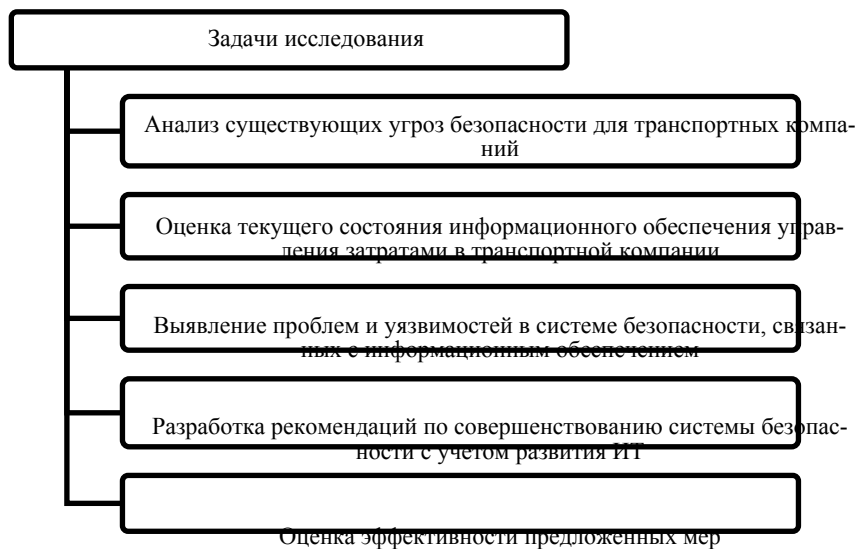 Задачи исследования
Анализ существующих угроз безопасности для транспортных компа-
ний
Оценка текущего состояния информационного обеспечения управ-
ления затратами в транспортной компании
Выявление проблем и уязвимостей в системе безопасности, связан-
ных с информационным обеспечением
Разработка рекомендаций по совершенствованию системы безопас-
ности с учетом развития ИТ
Оценка эффективности предложенных мер